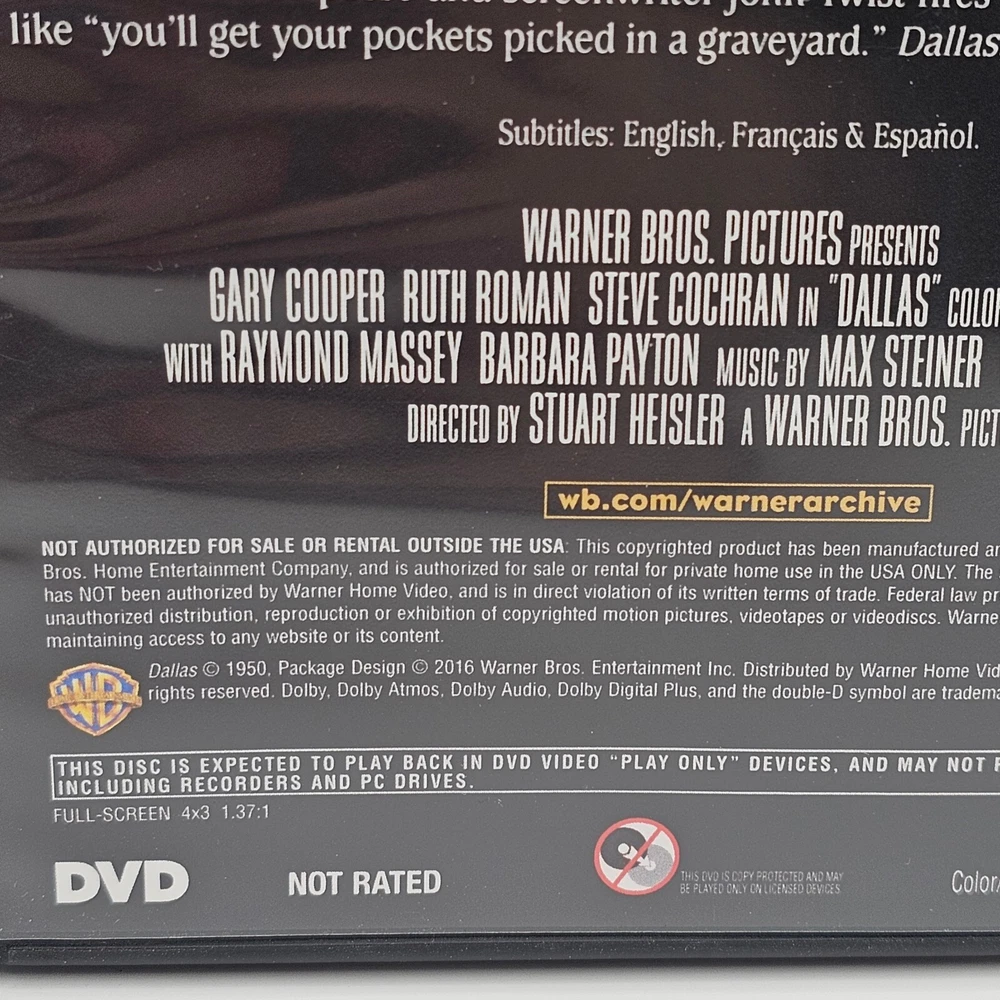 screenwriter John Twist fires
like “you’ll get your pockets picked in a graveyard.” Dallas
Subtitles: English, Français & Español.
WARNER BROS. PICTURES PRESENTS
GARY COOPER RUTH ROMAN STEVE COCHRAN IN "DALLAS"
WITH RAYMOND MASSEY BARBARA PAYTON MUSIC BY MAX STEINER
DIRECTED BY STUART HEISLER A WARNER BROS.
wb.com/warnerarchive
NOT AUTHORIZED FOR SALE OR RENTAL OUTSIDE THE USA: This copyrighted product has been manufactured
Bros. Home Entertainment Company, and is authorized for sale or rental for private home use in the USA ONLY. The
has NOT been authorized by Warner Home Video, and is in direct violation of its written terms of trade. Federal law
unauthorized distribution, reproduction or exhibition of copyrighted motion pictures, videotapes or videodiscs.
maintaining access to any website or its content.
Dallas © 1950, Package Design © 2016 Warner Bros. Entertainment Inc. Distributed by Warner Home
rights reserved. Dolby, Dolby Atmos, Dolby Audio, Dolby Digital Plus, and the double-D symbol are
WB
THIS DISC IS EXPECTED TO PLAY BACK IN DVD VIDEO “PLAY ONLY” DEVICES, AND MAY NOT
INCLUDING RECORDERS AND PC DRIVES.
FULL-SCREEN 4x3 1.37:1
DVD NOT RATED
THIS DVD IS COPY PROTECTED AND MAY
BE PLAYED ONLY ON LICENSED DEVICES.
Color/